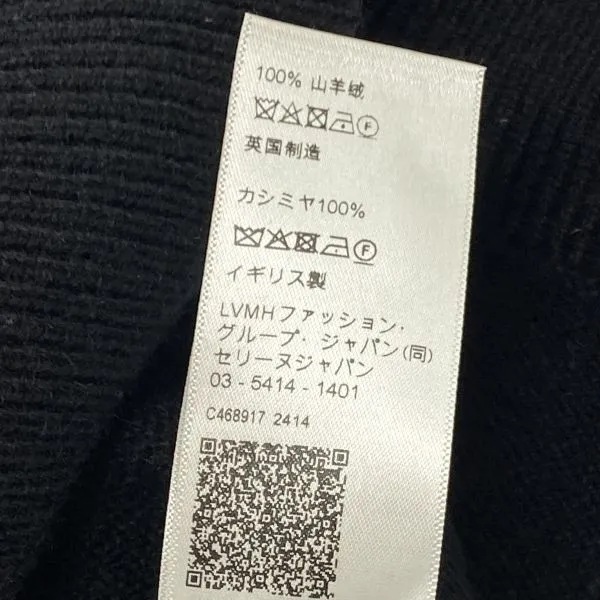 100% 山羊绒
F
英国制造
カシミヤ100%
F
イギリス製
LVMHファッション・
グループ・ジャパン(同)
セリーヌジャパン
03-5414-1401
C468917 2414